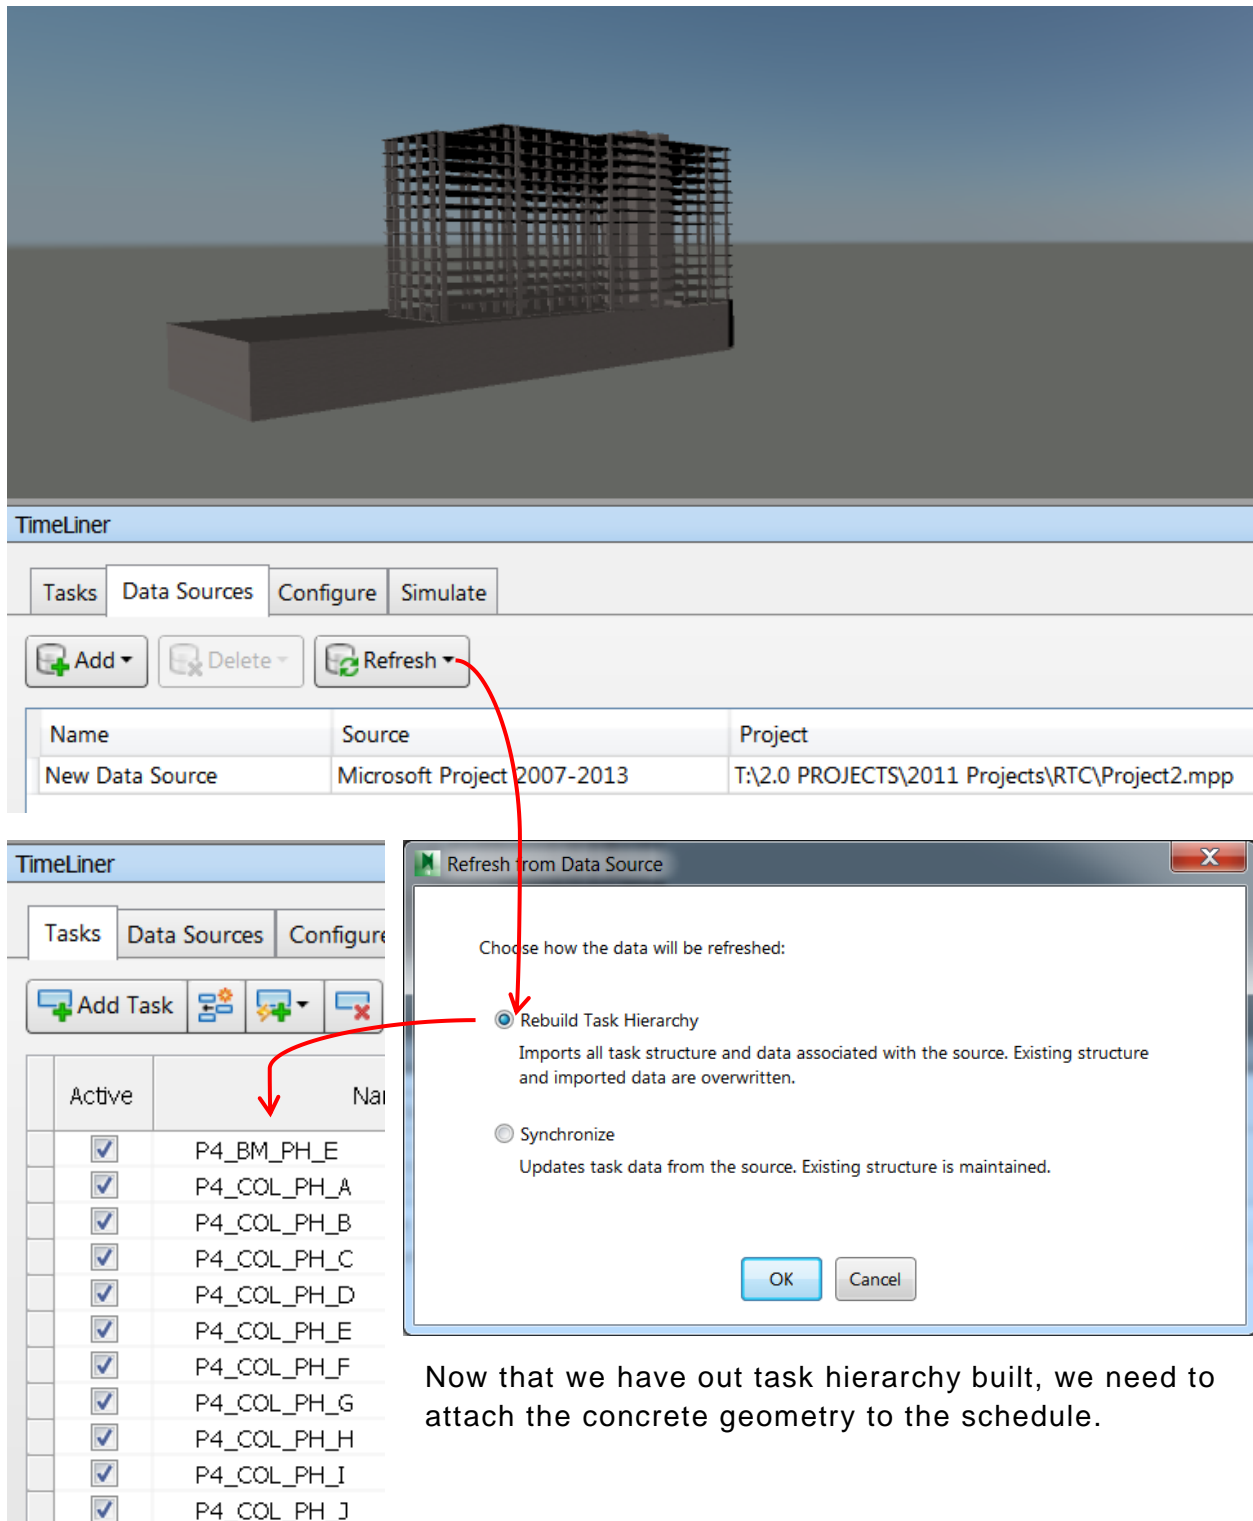 TimeLiner
Tasks Data Sources Configure Simulate
Add Delete Refresh
Name Source Project
New Data Source Microsoft Project 2007-2013 T:\2.0 PROJECTS\2011 Projects\RTC\Project2.mpp
TimeLiner
Tasks Data Sources Configure
Add Task
Active Nar
P4_BM_PH_E
P4_COL_PH_A
P4_COL_PH_B
P4_COL_PH_C
P4_COL_PH_D
P4_COL_PH_E
P4_COL_PH_F
P4_COL_PH_G
P4_COL_PH_H
P4_COL_PH_I
P4_COL_PH_J
Refresh from Data Source
Choose how the data will be refreshed:
Rebuild Task Hierarchy
Imports all task structure and data associated with the source. Existing structure
and imported data are overwritten.
Synchronize
Updates task data from the source. Existing structure is maintained.
OK Cancel
Now that we have out task hierarchy built, we need to
attach the concrete geometry to the schedule.